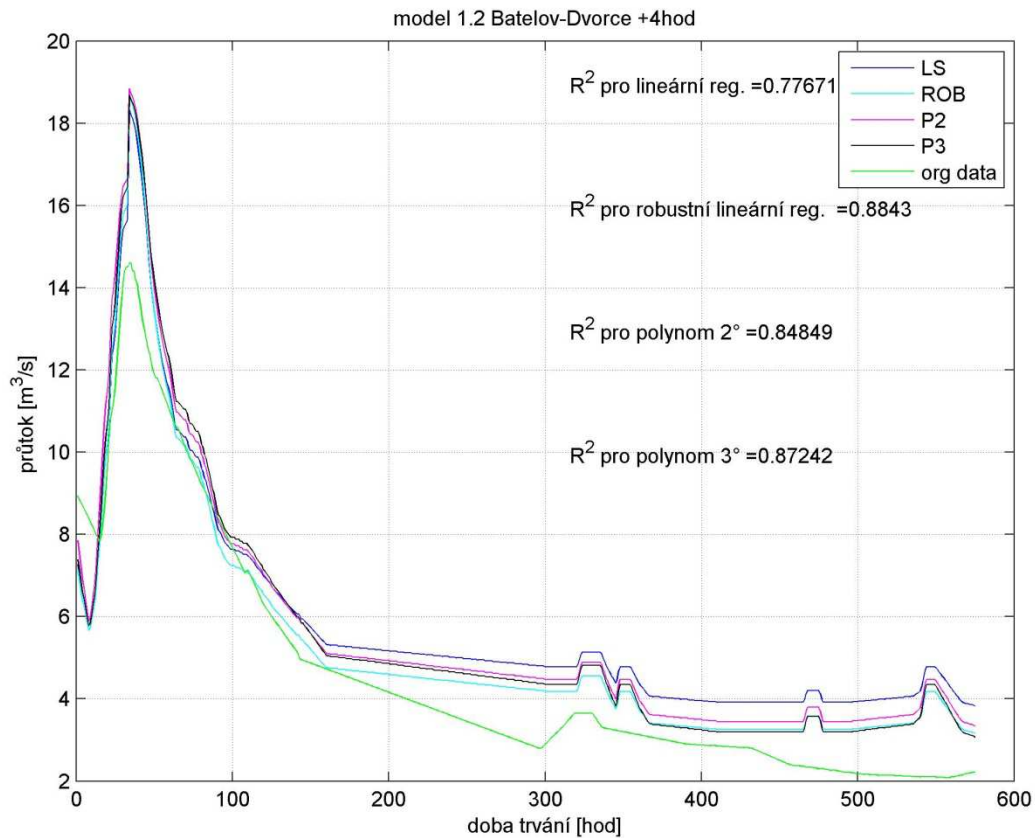 model 1.2 Batelov-Dvorce +4hod
20
18
16
14
12
10
8
6
4
2
průtok [m³/s]
R² pro lineární reg. =0.77671
R² pro robustní lineární reg.  =0.8843
R² pro polynom 2° =0.84849
R² pro polynom 3° =0.87242
LS
ROB
P2
P3
org data
0
100
200
300
400
500
600
doba trvání [hod]